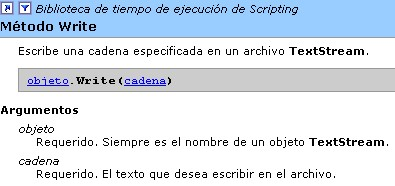 Biblioteca de tiempo de ejecución de Scripting
Método Write
Escribe una cadena especificada en un archivo TextStream.
objeto.Write(cadena)
Argumentos
objeto
Requerido. Siempre es el nombre de un objeto TextStream.
cadena
Requerido. El texto que desea escribir en el archivo.